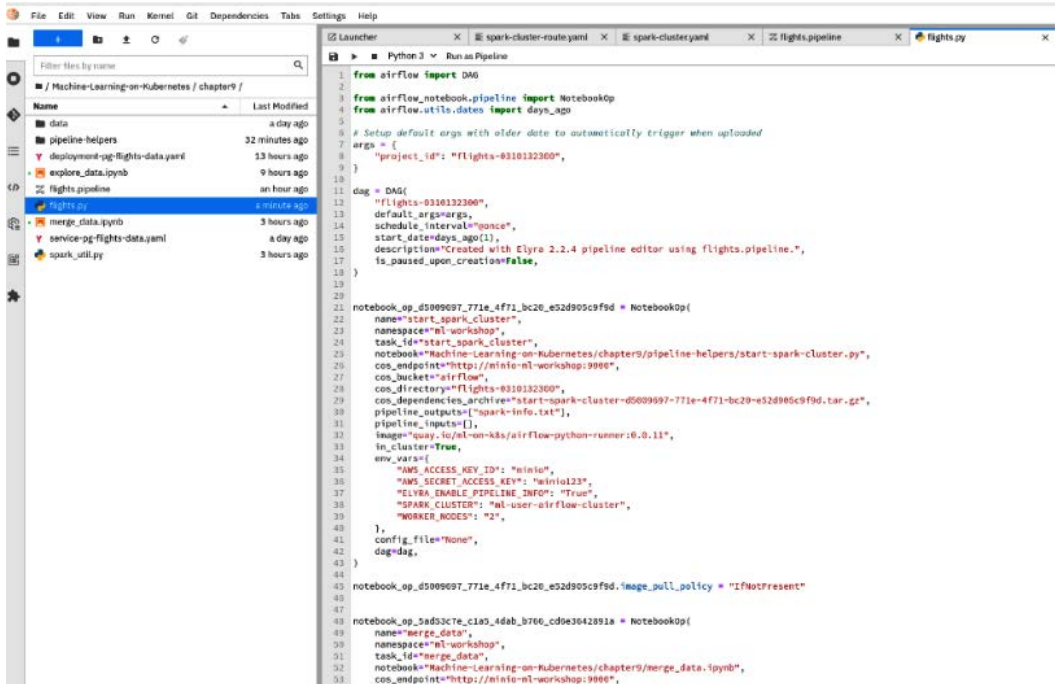 File Edit View Run Kernel Git Dependencies Tabs Settings Help
Launcher
spark-cluster-route.yaml
spark-cluster.yaml
flights.pipeline
flights.py
Python 3 Run as Pipeline
Filter files by name
/ Machine-Learning-on-Kubernetes / chapter9 /
Name Last Modified
data a day ago
pipeline-helpers 32 minutes ago
deployment-pg-flights-data.yaml 13 hours ago
explore_data.ipynb 9 hours ago
flights.pipeline an hour ago
flights.py a minute ago
merge_data.ipynb 3 hours ago
service-pg-flights-data.yaml a day ago
spark_util.py 3 hours ago
1 from airflow import DAG
2
3 from airflow_notebook.pipeline import NotebookOp
4 from airflow.utils.dates import days_ago
5
6 # Setup default args with older date to automatically trigger when uploaded
7 args = {
8 "project_id": "flights-0310132300",
9 }
10
11 dag = DAG(
12 "flights-0310132300",
13 default_args=args,
14 schedule_interval="@once",
15 start_date=days_ago(1),
16 description="Created with Elyra 2.2.4 pipeline editor using flights.pipeline.",
17 is_paused_upon_creation=False,
18 )
19
20
21 notebook_op_d5009697_771e_4f71_bc20_e52d905c9f9d = NotebookOp(
22 name="start_spark_cluster",
23 namespace="ml-workshop",
24 task_id="start_spark_cluster",
25 notebook="Machine-Learning-on-Kubernetes/chapter9/pipeline-helpers/start-spark-cluster.py",
26 cos_endpoint="http://minio-ml-workshop:9000",
27 cos_bucket="airflow",
28 cos_directory="flights-0310132300",
29 cos_dependencies_archive="start-spark-cluster-d5009697-771e-4f71-bc20-e52d905c9f9d.tar.gz",
30 pipeline_outputs=["spark-info.txt"],
31 pipeline_inputs=[],
32 image="quay.io/ml-on-k8s/airflow-python-runner:0.0.11",
33 in_cluster=True,
34 env_vars={
35 "AWS_ACCESS_KEY_ID": "minio",
36 "AWS_SECRET_ACCESS_KEY": "minio123",
37 "ELYRA_ENABLE_PIPELINE_INFO": "True",
38 "SPARK_CLUSTER": "ml-user-airflow-cluster",
39 "WORKER_NODES": "2",
40 },
41 config_file="None",
42 dag=dag,
43 )
44
45 notebook_op_d5009697_771e_4f71_bc20_e52d905c9f9d.image_pull_policy = "IfNotPresent"
46
47
48 notebook_op_5ad53c7e_c1a5_4dab_b766_cd6e3642891a = NotebookOp(
49 name="merge_data",
50 namespace="ml-workshop",
51 task_id="merge_data",
52 notebook="Machine-Learning-on-Kubernetes/chapter9/merge_data.ipynb",
53 cos_endpoint="http://minio-ml-workshop:9000",